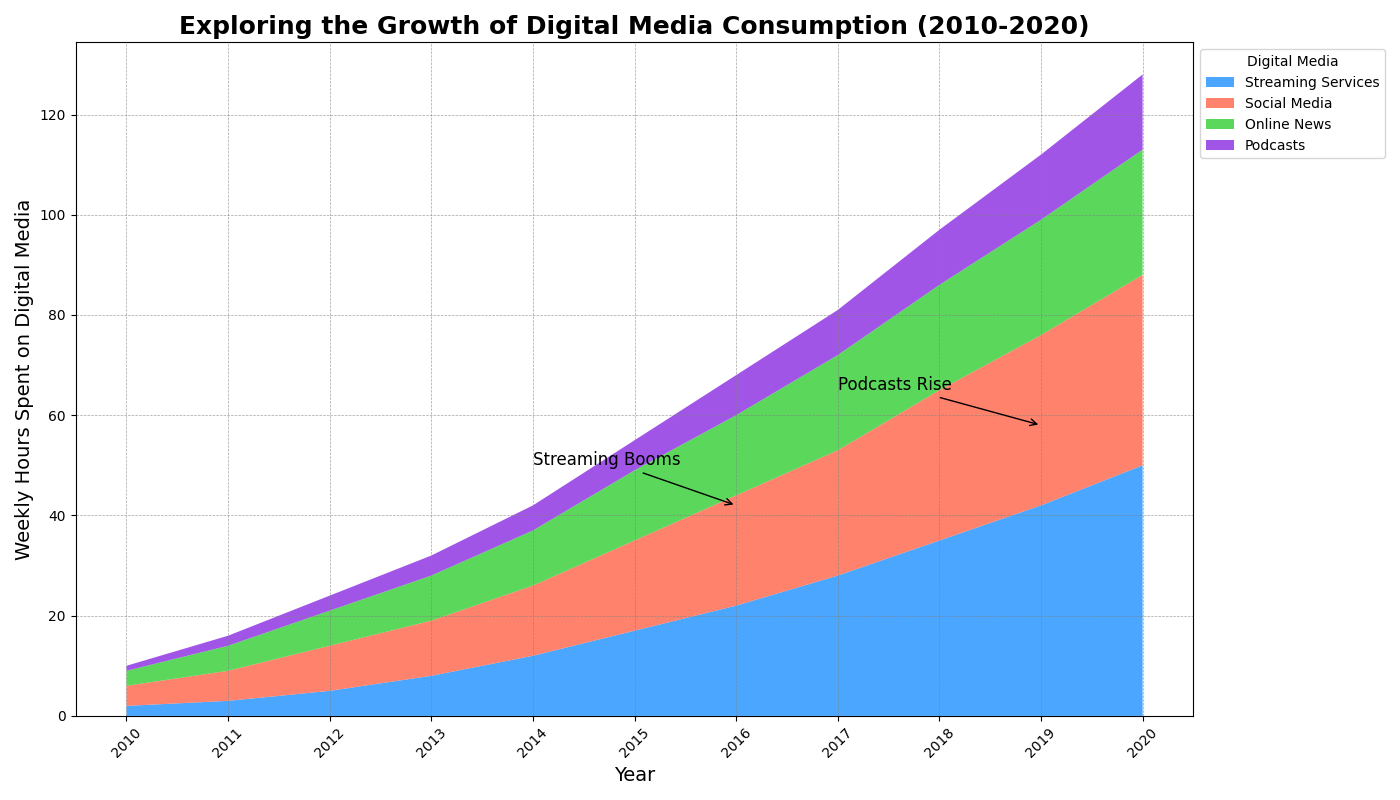 Exploring the Growth of Digital Media Consumption (2010-2020)
Digital Media
Streaming Services
Social Media
Online News
Podcasts
Weekly Hours Spent on Digital Media
120
100
80
60
40
20
0
Podcasts Rise
Streaming Booms
2010
2011
2012
2013
2014
2015
2016
2017
2018
2019
2020
Year